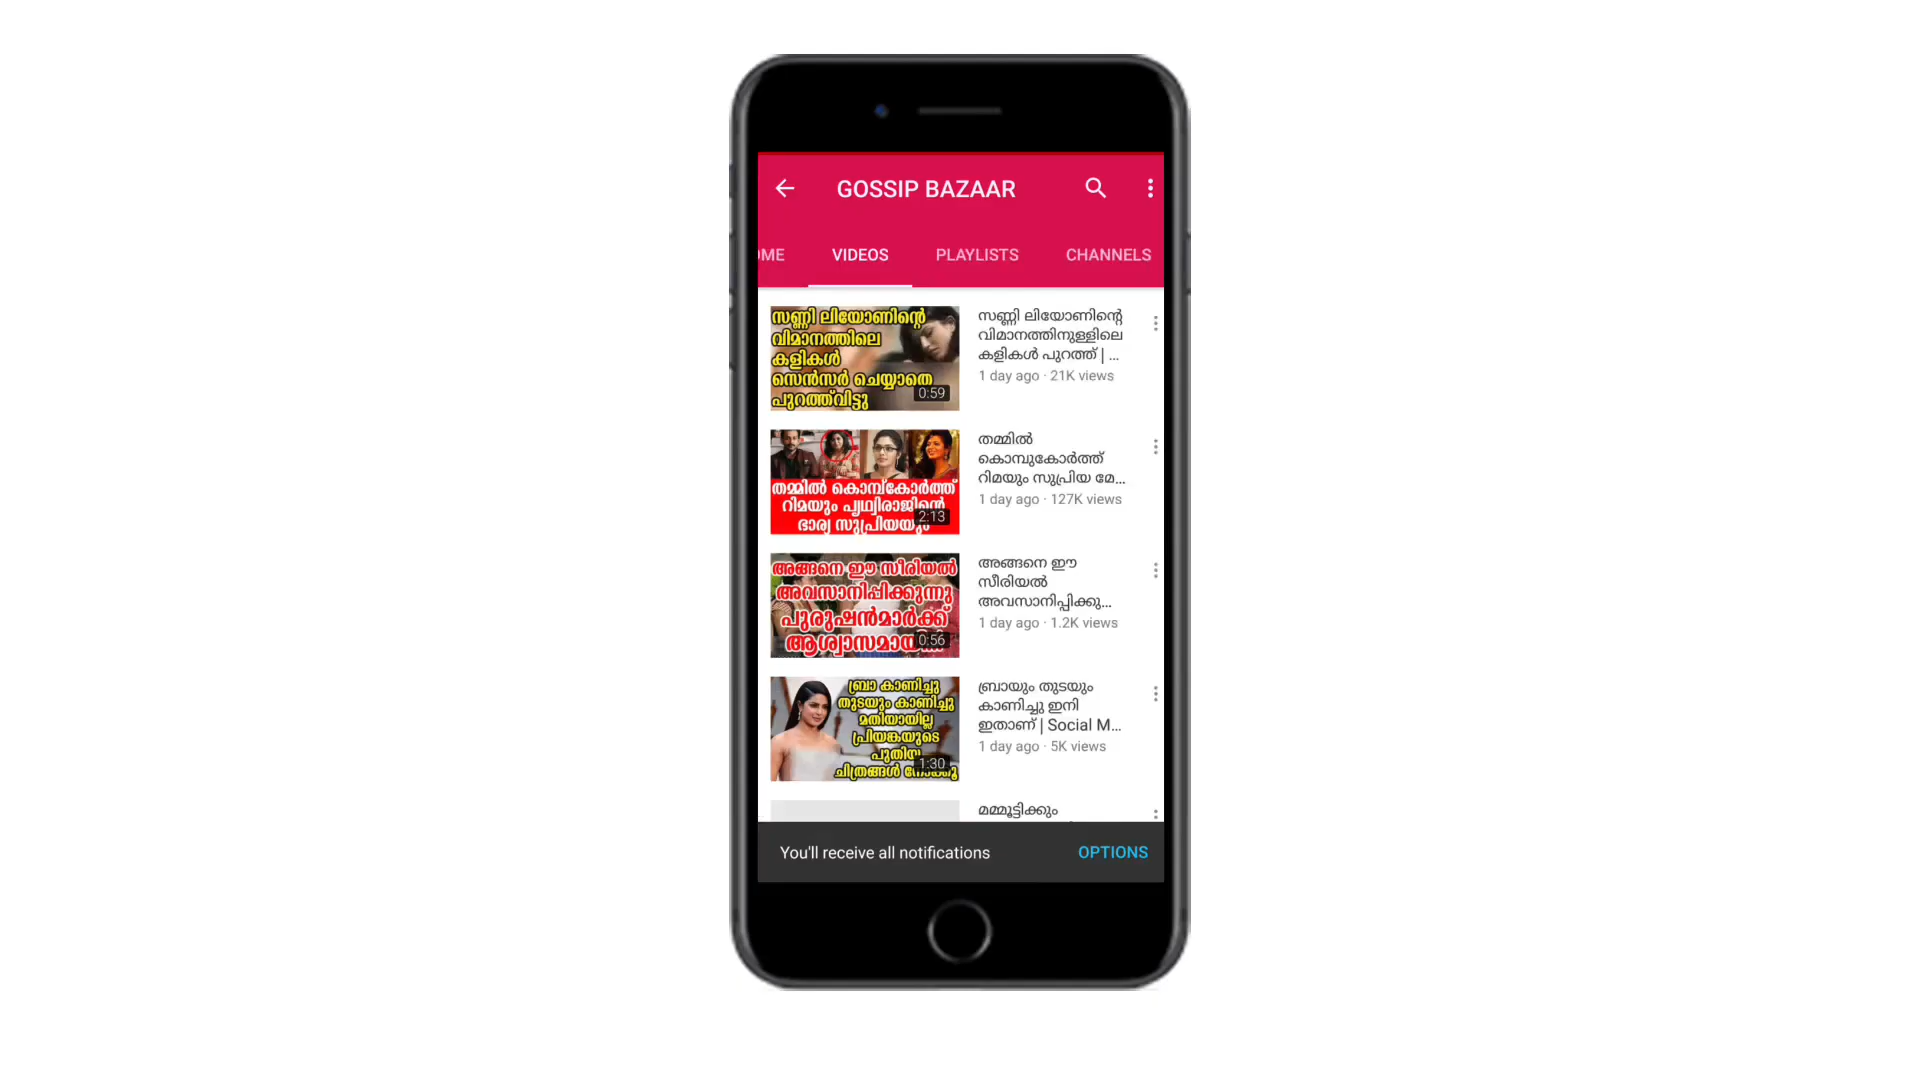 GOSSIP BAZAAR
OME VIDEOS PLAYLISTS CHANNELS
സണ്ണി ലിയോണിന്റെ
വിമാനത്തിലെ
കളികൾ
സെൻസർ ചെയ്യാതെ
പുറത്ത്‌വിട്ടു
0:59
സണ്ണി ലിയോണിന്റെ
വിമാനത്തിനുള്ളിലെ
കളികൾ പുറത്ത് | ...
1 day ago · 21K views
തമ്മിൽ കൊമ്പ്കോർത്ത്
റിമയും പൃഥ്വിരാജിന്റെ
ഭാര്യ സുപ്രിയയും
2:13
തമ്മിൽ
കൊമ്പുകോർത്ത്
റിമയും സുപ്രിയ മേ...
1 day ago · 127K views
അങ്ങനെ ഈ സീരിയൽ
അവസാനിപ്പിക്കുന്നു
പുരുഷൻമാർക്ക്
0:56
അങ്ങനെ ഈ
സീരിയൽ
അവസാനിപ്പിക്കു...
1 day ago · 1.2K views
ബ്രാ കാണിച്ചു
തുടയും കാണിച്ചു
മതിയായില്ല
പ്രിയങ്കയുടെ
പുതിയ
ചിത്രങ്ങൾ നോക്കൂ
1:30
ബ്രായും തുടയും
കാണിച്ചു ഇനി
ഇതാണ് | Social M...
1 day ago · 5K views
മമ്മൂട്ടിക്കും
You'll receive all notifications OPTIONS